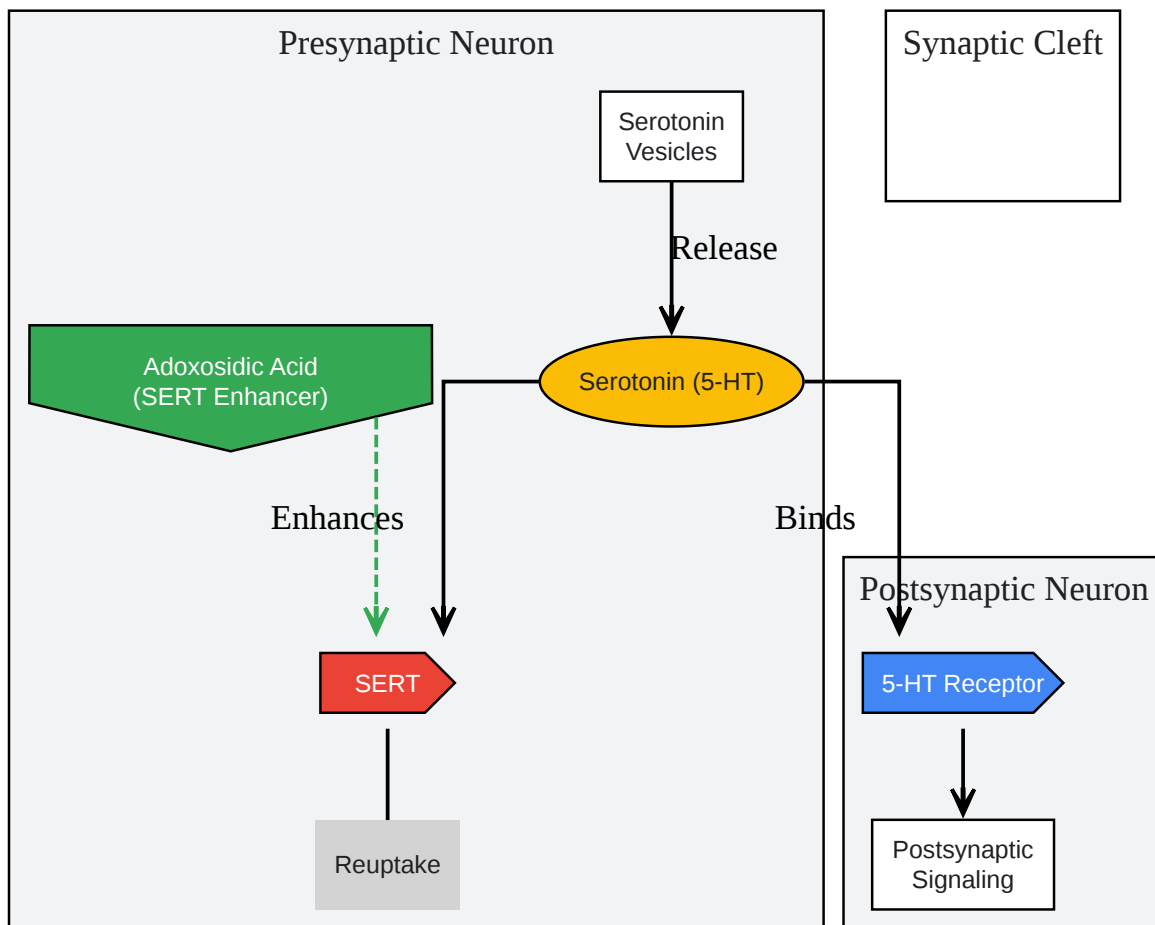 Presynaptic Neuron
Synaptic Cleft
Serotonin
Vesicles
Release
Adoxosidic Acid
(SERT Enhancer)
Serotonin (5-HT)
Enhances
Binds
Postsynaptic Neuron
SERT
5-HT Receptor
Reuptake
Postsynaptic
Signaling